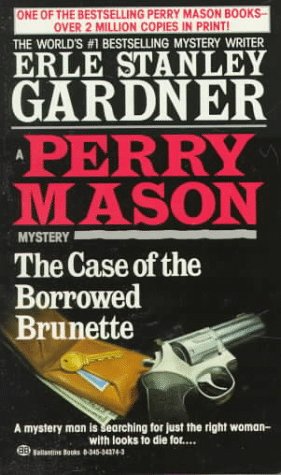 ONE OF THE BESTSELLING PERRY MASON BOOKS—
OVER 2 MILLION COPIES IN PRINT!
THE WORLD'S #1 BESTSELLING MYSTERY WRITER
ERLE STANLEY
GARDNER
A PERRY
MASON
MYSTERY
The Case of the
Borrowed
Brunette
A mystery man is searching for just the right woman—
with looks to die for....
BB Ballantine Books 0-345-34374-3